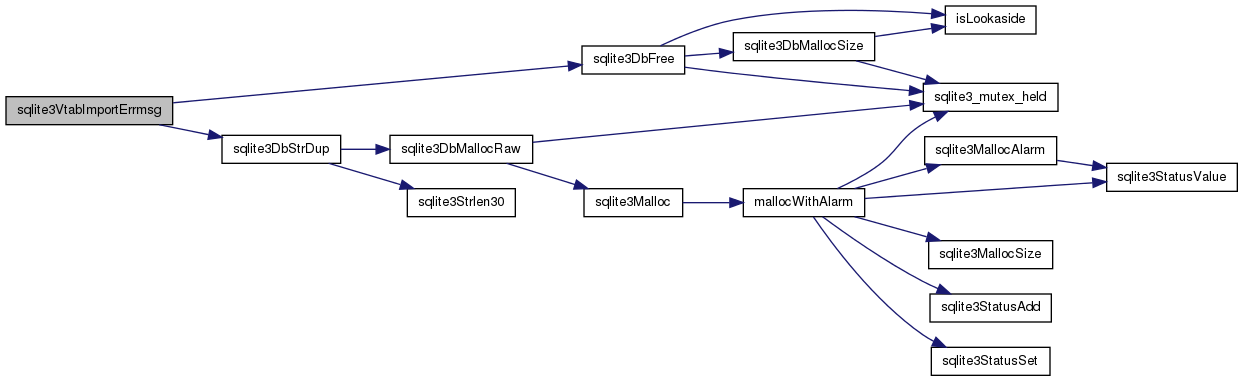 isLookaside
sqlite3DbMallocSize
sqlite3DbFree
sqlite3_mutex_held
sqlite3VtabImportErrmsg
sqlite3DbStrDup
sqlite3DbMallocRaw
sqlite3MallocAlarm
sqlite3StatusValue
sqlite3Strlen30
sqlite3Malloc
mallocWithAlarm
sqlite3MallocSize
sqlite3StatusAdd
sqlite3StatusSet